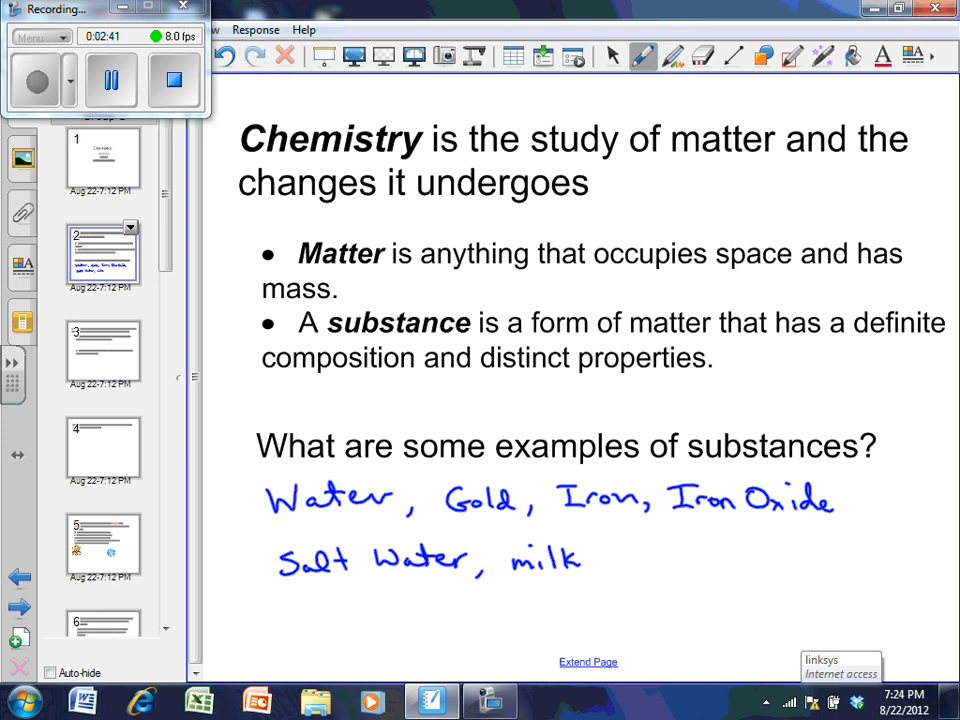 Recording...
Menu
0:02:41
8.0 fps
w Response Help
1
Chemistry
Aug 22-7:12 PM
2
Aug 22-7:12 PM
3
Aug 22-7:12 PM
4
Aug 22-7:12 PM
5
Aug 22-7:12 PM
6
Auto-hide
Chemistry is the study of matter and the
changes it undergoes
• Matter is anything that occupies space and has
mass.
• A substance is a form of matter that has a definite
composition and distinct properties.
What are some examples of substances?
Water, Gold, Iron, Iron Oxide
Salt Water, milk
Extend Page
linksys
Internet access
7:24 PM
8/22/2012